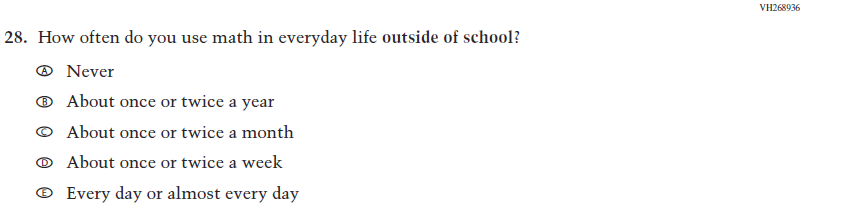 VH268936
28. How often do you use math in everyday life outside of school?
Ⓐ Never
Ⓑ About once or twice a year
Ⓒ About once or twice a month
Ⓓ About once or twice a week
Ⓔ Every day or almost every day